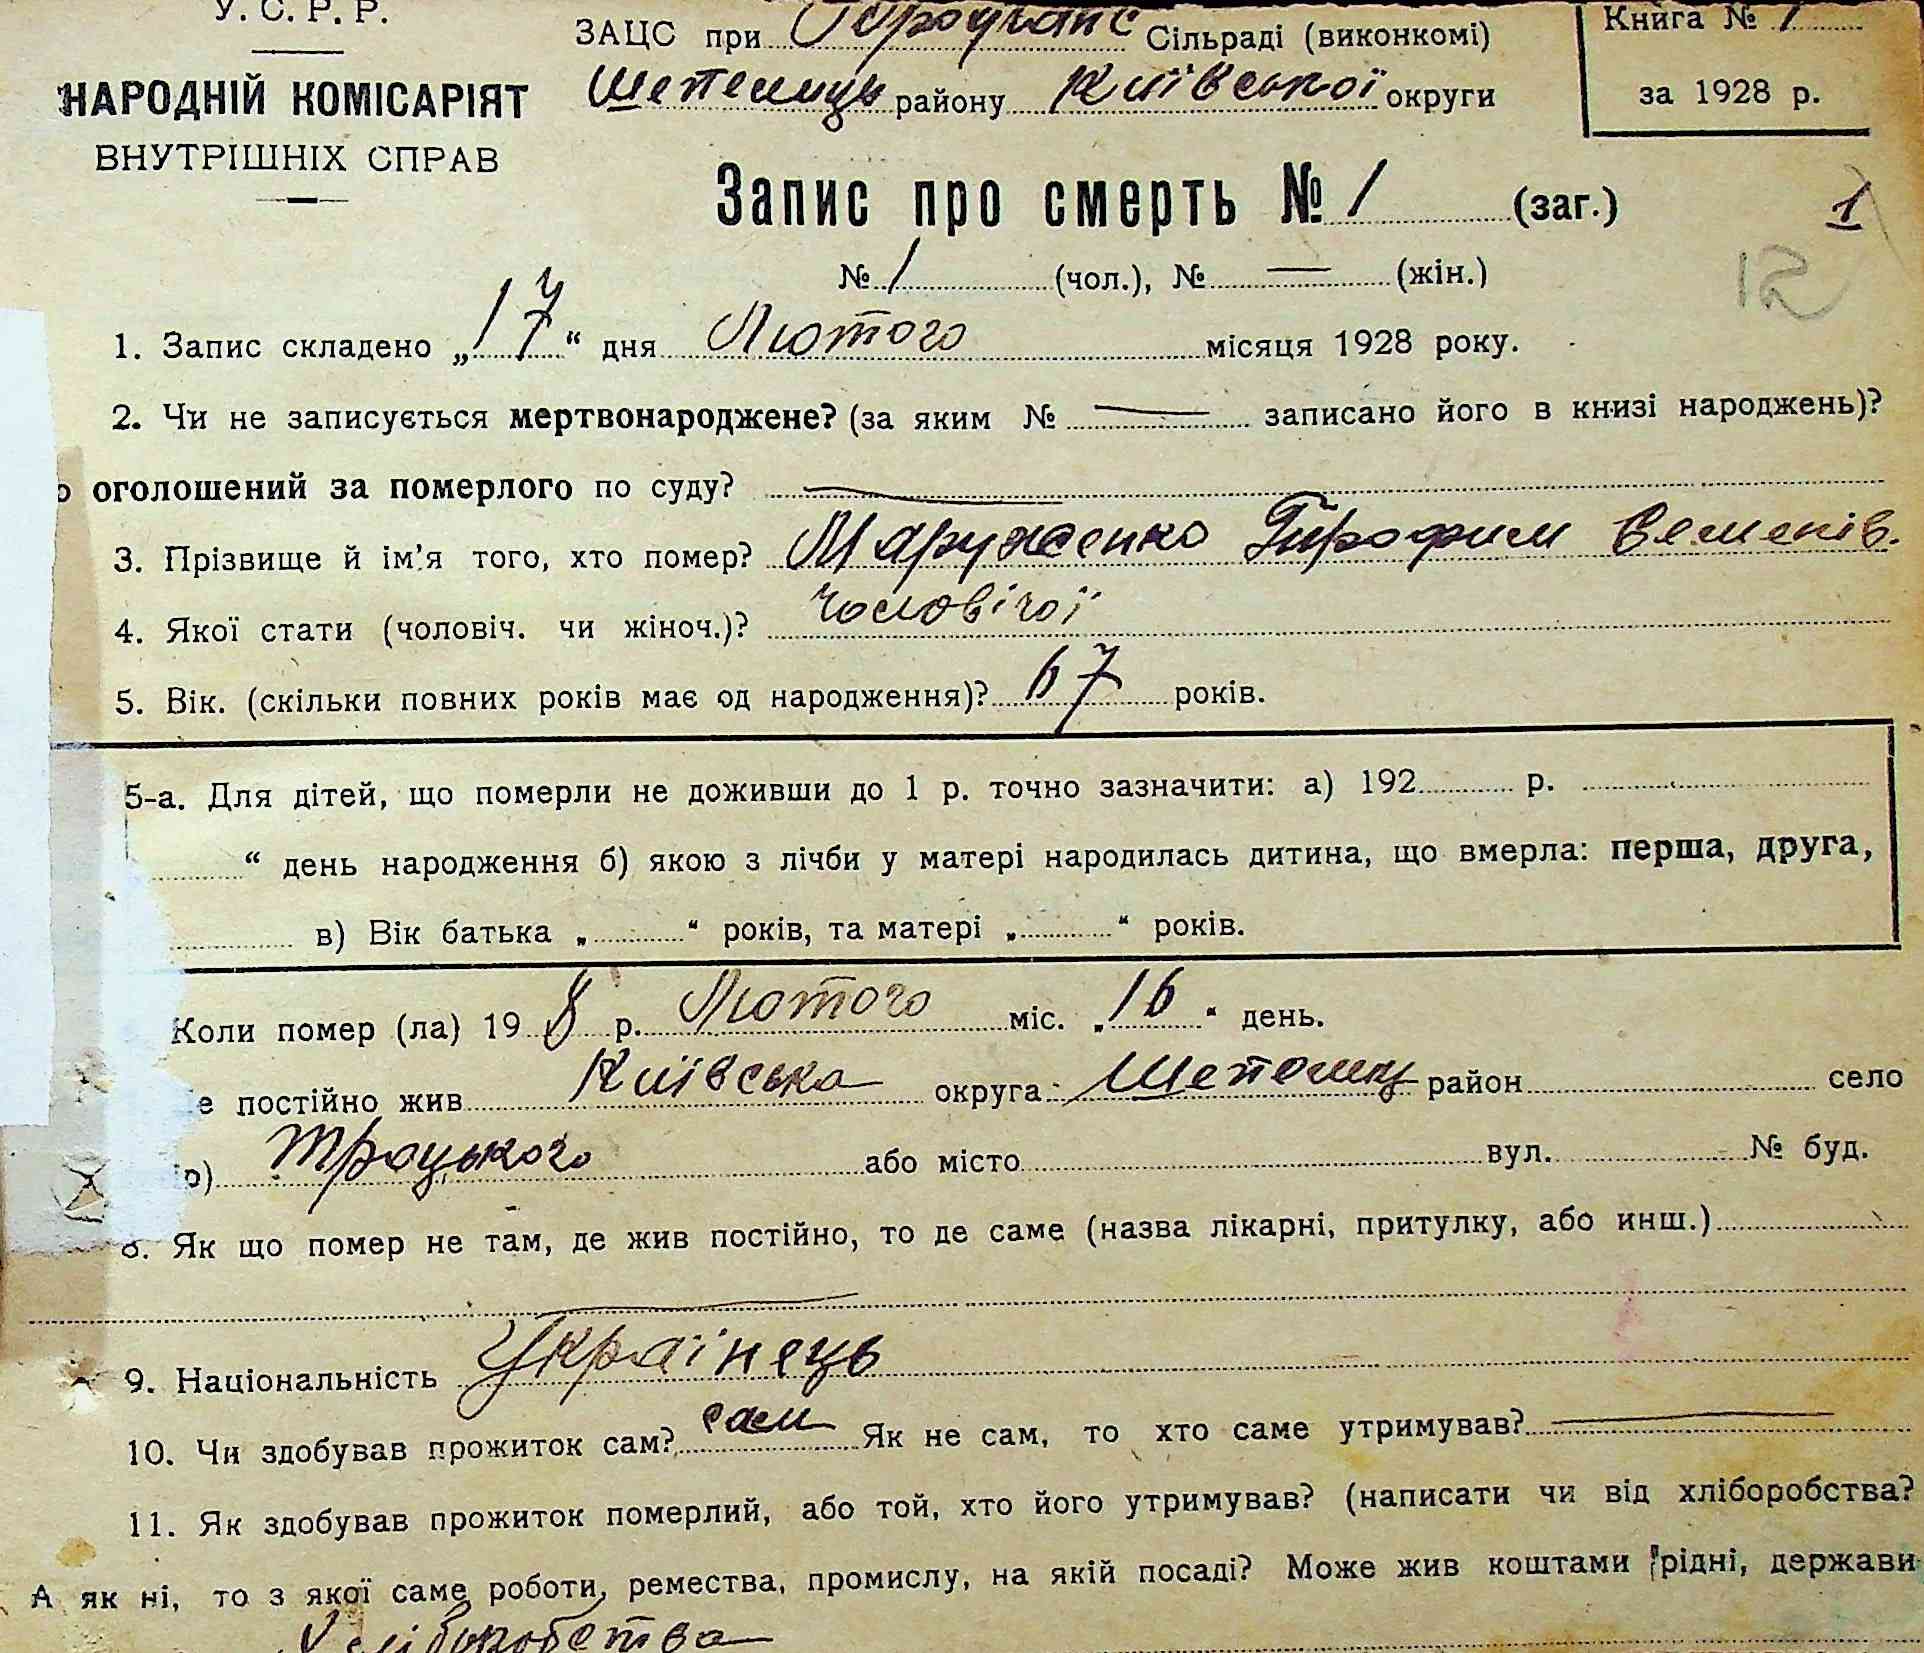 У. С. Р. Р.
НАРОДНІЙ КОМІСАРІЯТ
ВНУТРІШНІХ СПРАВ
ЗАЦС при Сільраді (виконкомі)
Шепелиць району Київської округи
Книга № 1
за 1928 р.
Запис про смерть № 1 (заг.)
1
№ 1 (чол.), № — (жін.)
12
1. Запис складено „17“ дня Лютого місяця 1928 року.
2. Чи не записується мертвонароджене? (за яким № — записано його в книзі народжень)?
о оголошений за померлого по суду? —
3. Прізвище й ім'я того, хто помер? Маруженко Трофим Семенів.
4. Якої стати (чоловіч. чи жіноч.)? чоловічої
5. Вік. (скільки повних років має од народження)? 67 років.
5-а. Для дітей, що померли не доживши до 1 р. точно зазначити: а) 192 р.
“ день народження б) якою з лічби у матері народилась дитина, що вмерла: перша, друга,
в) Вік батька „ “ років, та матері „ “ років.
Коли помер (ла) 19 8 р. Лютого міс. „16“ день.
е постійно жив Київська округа Шепелиц район село
о) Троцького або місто вул. № буд.
8. Як що помер не там, де жив постійно, то де саме (назва лікарні, притулку, або инш.)
—
9. Національність Українець
10. Чи здобував прожиток сам? сам Як не сам, то хто саме утримував? —
11. Як здобував прожиток померлий, або той, хто його утримував? (написати чи від хліборобства?
А як ні, то з якої саме роботи, ремества, промислу, на якій посаді? Може жив коштами рідні, держави
Хліборобства